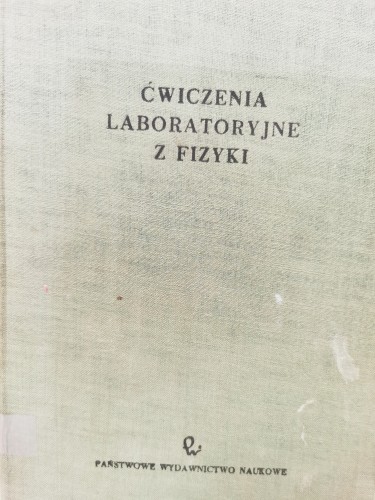 ĆWICZENIA
LABORATORYJNE
Z FIZYKI
PAŃSTWOWE WYDAWNICTWO NAUKOWE